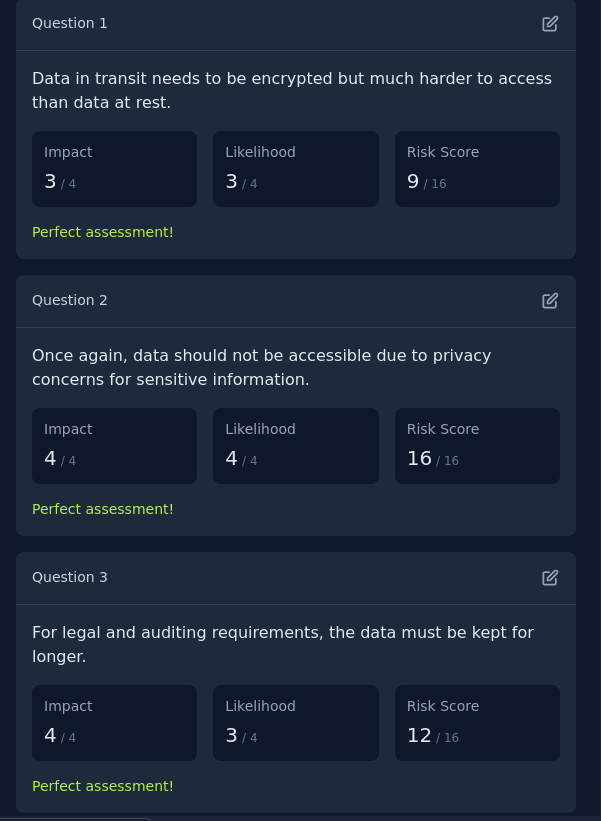 Question 1
Data in transit needs to be encrypted but much harder to access
than data at rest.
Impact
3 / 4
Likelihood
3 / 4
Risk Score
9 / 16
Perfect assessment!
Question 2
Once again, data should not be accessible due to privacy
concerns for sensitive information.
Impact
4 / 4
Likelihood
4 / 4
Risk Score
16 / 16
Perfect assessment!
Question 3
For legal and auditing requirements, the data must be kept for
longer.
Impact
4 / 4
Likelihood
3 / 4
Risk Score
12 / 16
Perfect assessment!